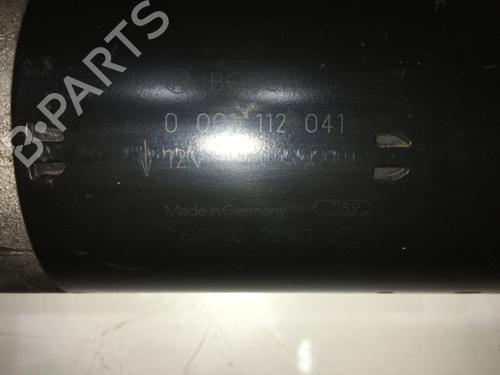 B-PARTS
BOSCH
0 001 112 041
12V
Made in Germany 089